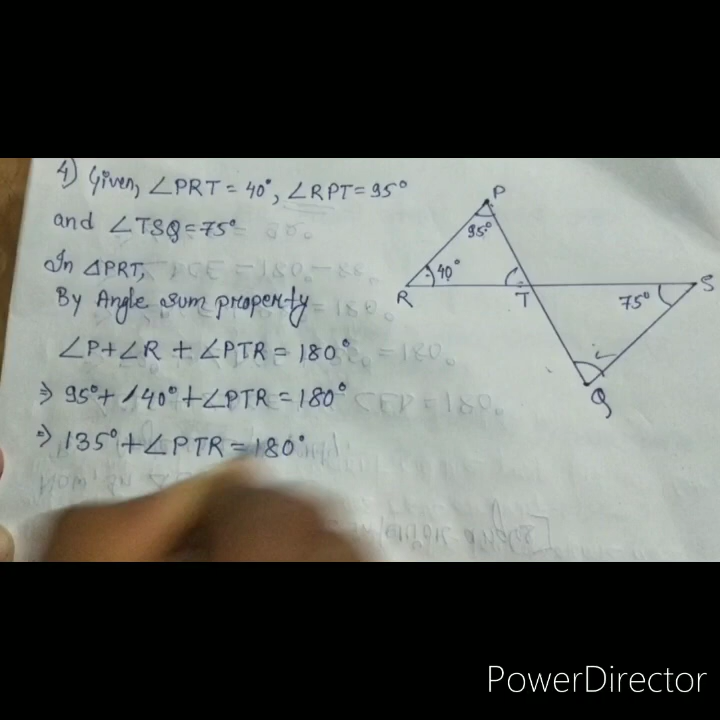 4) Given, ∠PRT = 40°, ∠RPT = 95°
and ∠TSQ = 75°
In △PRT,
By Angle sum property
∠P + ∠R + ∠PTR = 180°
⇒ 95° + 40° + ∠PTR = 180°
⇒ 135° + ∠PTR = 180°
P
95°
40°
R
T
75°
S
Q
PowerDirector